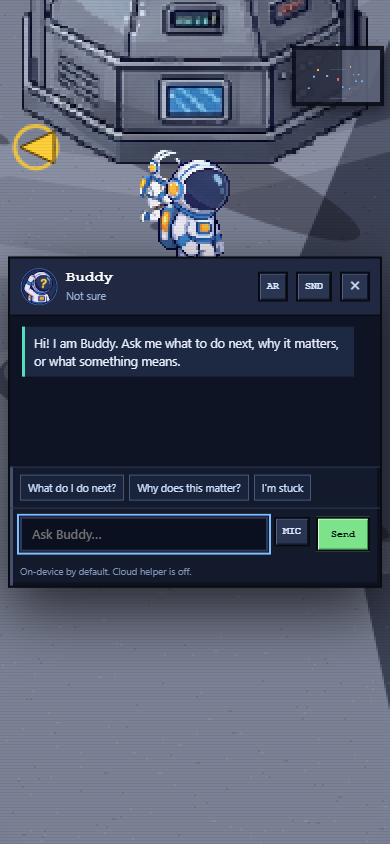 Buddy
Not sure
AR
SND
✕
Hi! I am Buddy. Ask me what to do next, why it matters,
or what something means.
What do I do next?
Why does this matter?
I'm stuck
Ask Buddy...
MIC
Send
On-device by default. Cloud helper is off.